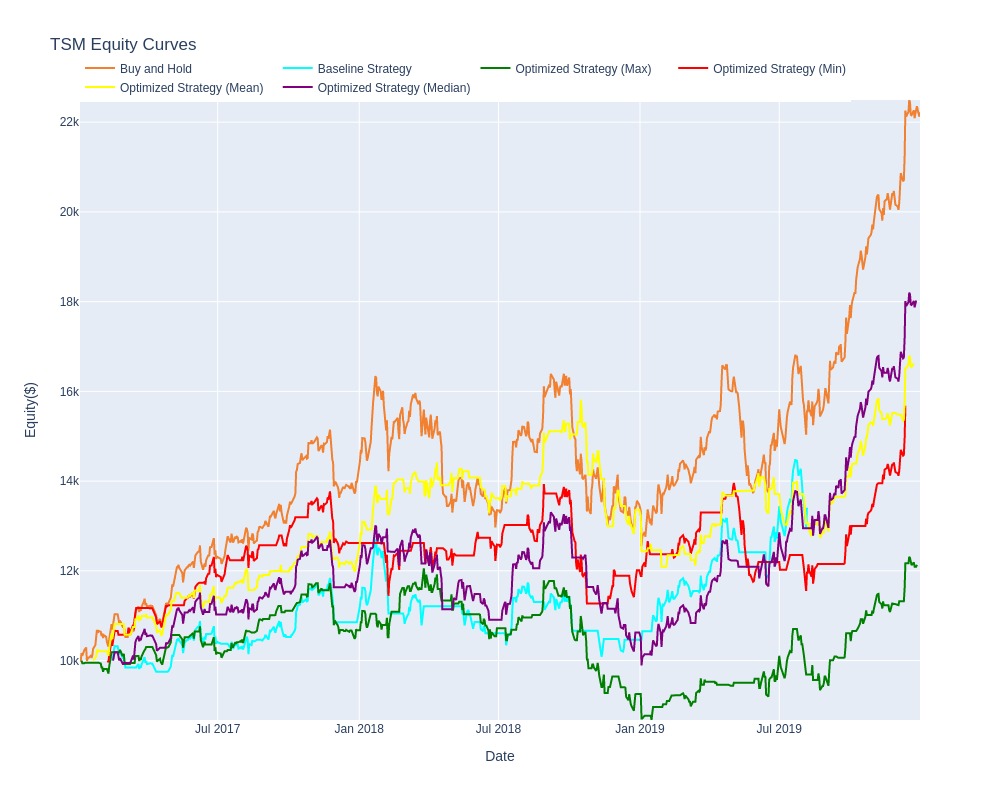 TSM Equity Curves
Buy and Hold Baseline Strategy Optimized Strategy (Max) Optimized Strategy (Min)
Optimized Strategy (Mean) Optimized Strategy (Median)
22k
20k
18k
16k
14k
12k
10k
Equity($)
Jul 2017 Jan 2018 Jul 2018 Jan 2019 Jul 2019
Date